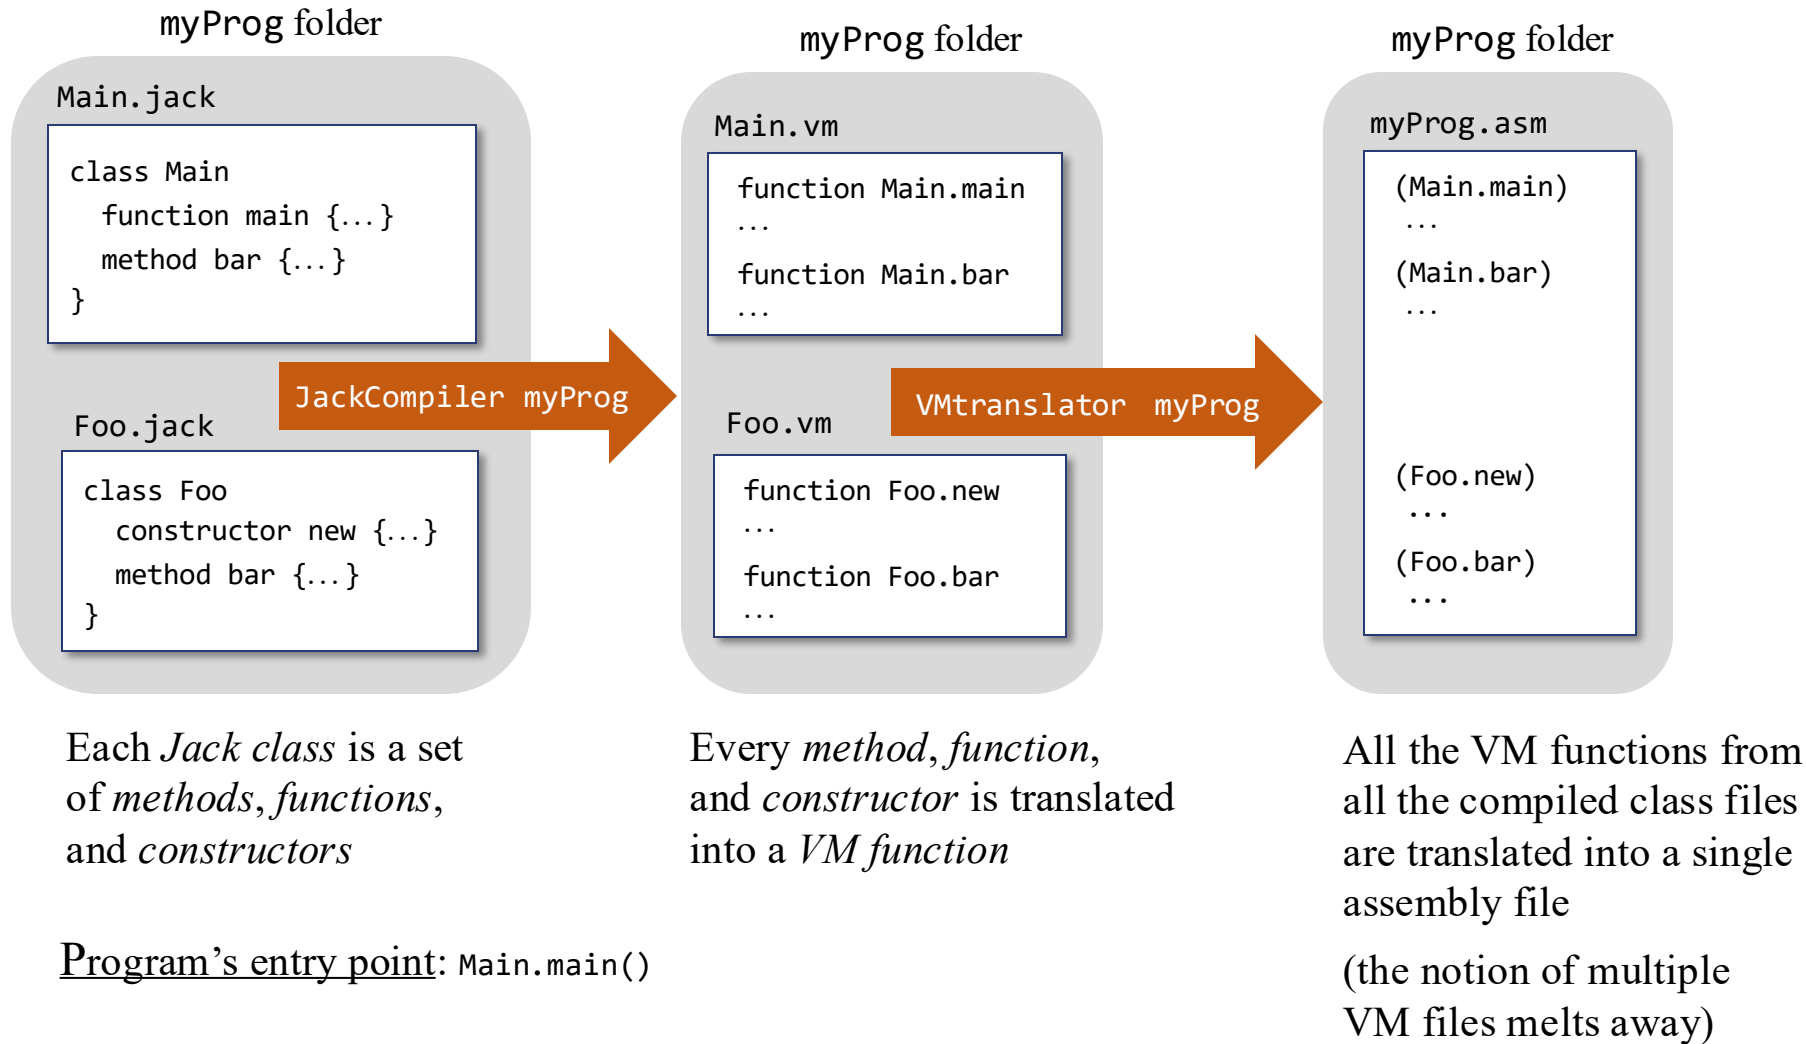 myProg folder
Main.jack
class Main
function main {...}
method bar {...}
}
Foo.jack
class Foo
constructor new {...}
method bar {...}
}
JackCompiler myProg
myProg folder
Main.vm
function Main.main
...
function Main.bar
...
Foo.vm
function Foo.new
...
function Foo.bar
...
VMtranslator myProg
myProg folder
myProg.asm
(Main.main)
...
(Main.bar)
...
(Foo.new)
...
(Foo.bar)
...
Each Jack class is a set
of methods, functions,
and constructors
Every method, function,
and constructor is translated
into a VM function
All the VM functions from
all the compiled class files
are translated into a single
assembly file
(the notion of multiple
VM files melts away)
Program’s entry point: Main.main()